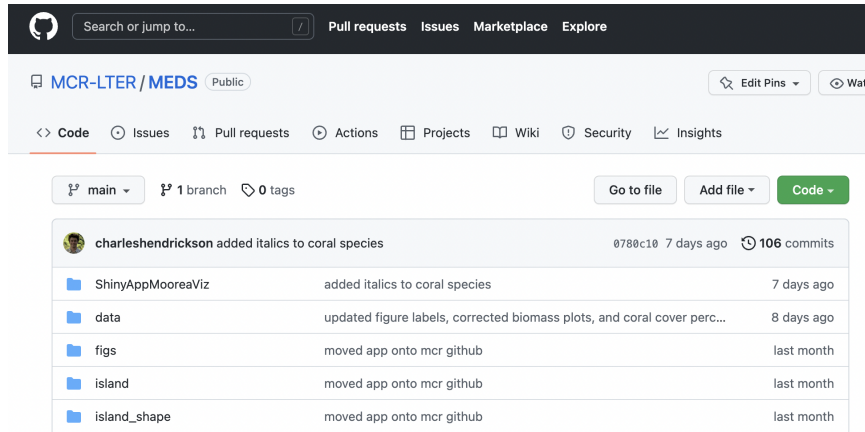 Search or jump to... / Pull requests Issues Marketplace Explore
MCR-LTER / MEDS Public Edit Pins
<> Code Issues Pull requests Actions Projects Wiki Security Insights
main 1 branch 0 tags Go to file Add file Code
charleshendrickson added italics to coral species 0780c10 7 days ago 106 commits
ShinyAppMooreaViz added italics to coral species 7 days ago
data updated figure labels, corrected biomass plots, and coral cover perc... 8 days ago
figs moved app onto mcr github last month
island moved app onto mcr github last month
island_shape moved app onto mcr github last month